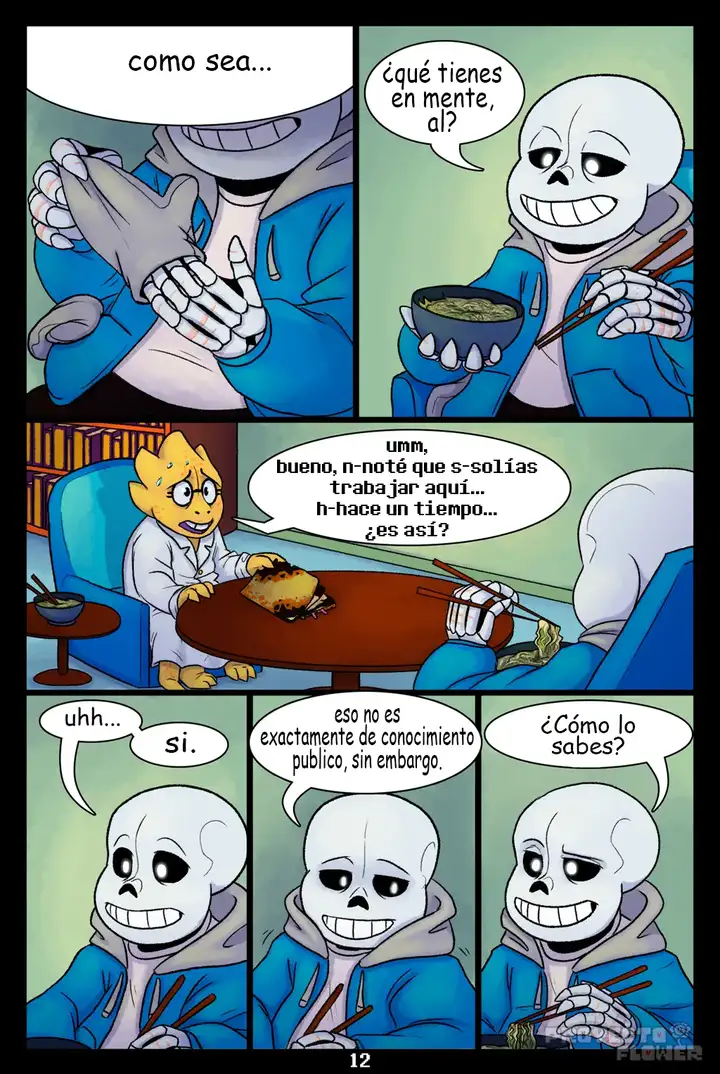 como sea...
¿qué tienes
en mente,
al?
umm,
bueno, n-noté que s-solías
trabajar aquí...
h-hace un tiempo...
¿es así?
uhh...
si.
eso no es
exactamente de conocimiento
publico, sin embargo.
¿Cómo lo
sabes?
PROYECTO
FLOWER
12